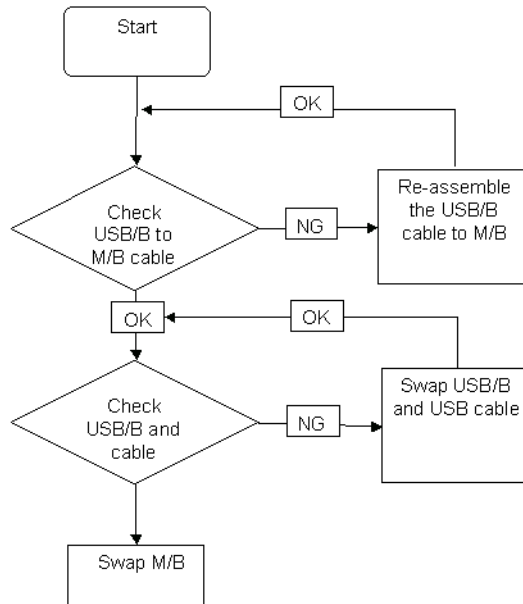 Start
OK
Check
USB/B to
M/B cable
NG
Re-assemble
the USB/B
cable to M/B
OK
OK
Check
USB/B and
cable
NG
Swap USB/B
and USB cable
Swap M/B